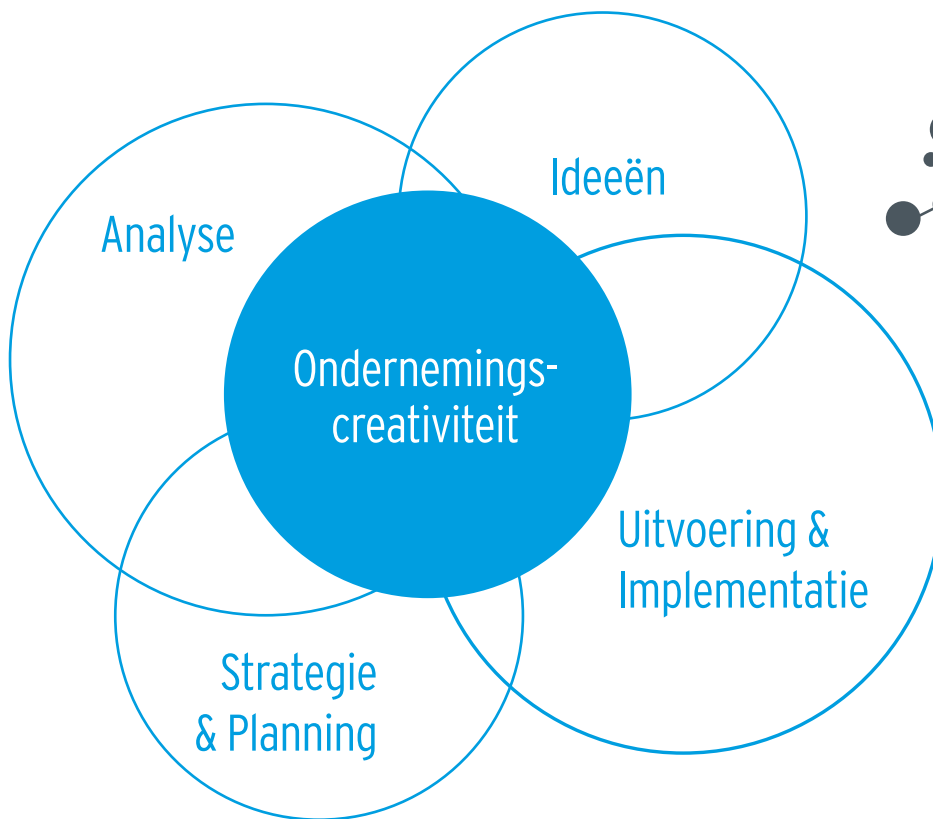 Ideeën
Analyse
Ondernemings-
creativiteit
Uitvoering &
Implementatie
Strategie
& Planning